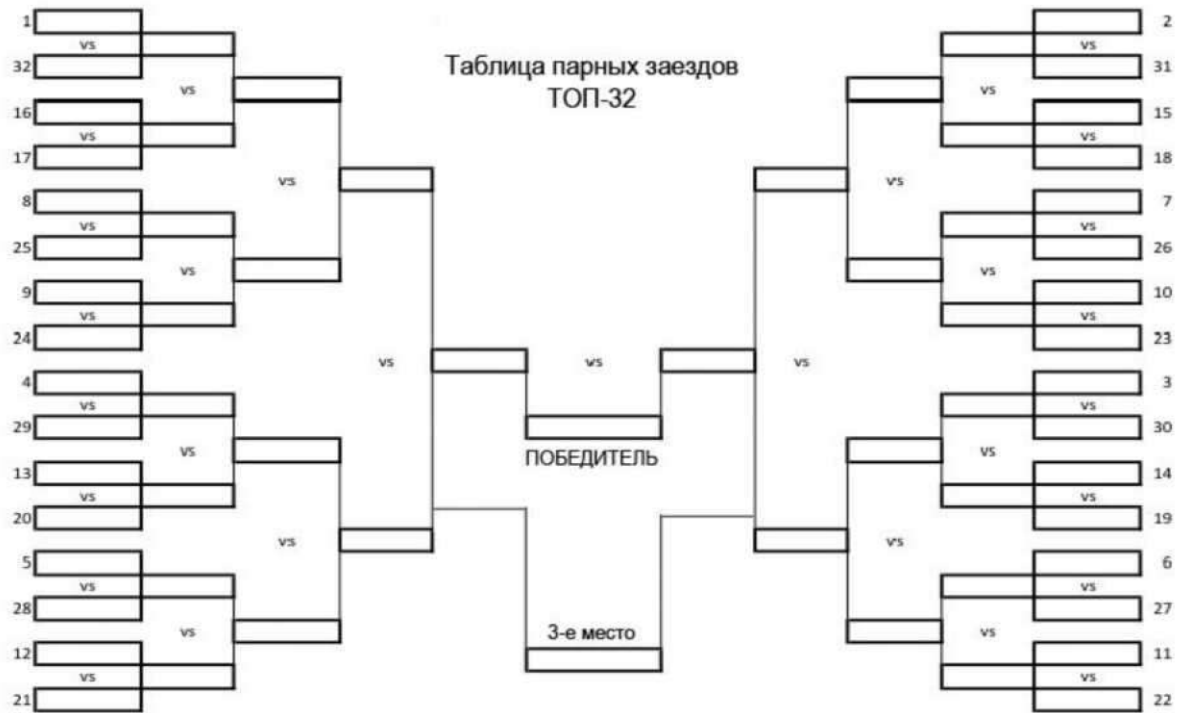 Таблица парных заездов
ТОП-32
1
vs
32
vs
16
vs
17
vs
8
vs
25
vs
9
vs
24
vs
4
vs
29
vs
13
vs
20
vs
5
vs
28
vs
12
vs
21
vs
ПОБЕДИТЕЛЬ
3-е место
2
vs
31
vs
15
vs
18
vs
7
vs
26
vs
10
vs
23
vs
3
vs
30
vs
14
vs
19
vs
6
vs
27
vs
11
vs
22